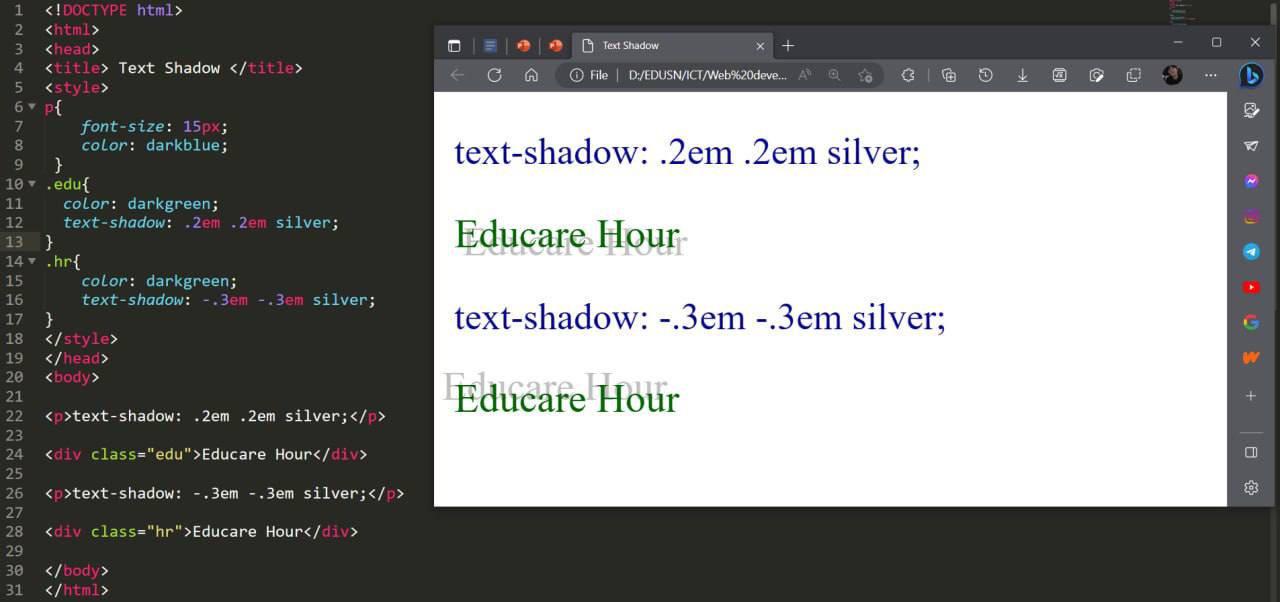 1 <!DOCTYPE html>
2 <html>
3 <head>
4 <title> Text Shadow </title>
5 <style>
6 p{
7 font-size: 15px;
8 color: darkblue;
9 }
10 .edu{
11 color: darkgreen;
12 text-shadow: .2em .2em silver;
13 }
14 .hr{
15 color: darkgreen;
16 text-shadow: -.3em -.3em silver;
17 }
18 </style>
19 </head>
20 <body>
21
22 <p>text-shadow: .2em .2em silver;</p>
23
24 <div class="edu">Educare Hour</div>
25
26 <p>text-shadow: -.3em -.3em silver;</p>
27
28 <div class="hr">Educare Hour</div>
29
30 </body>
31 </html>
Text Shadow
File D:/EDUSN/ICT/Web%20deve...
text-shadow: .2em .2em silver;
Educare Hour
text-shadow: -.3em -.3em silver;
Educare Hour